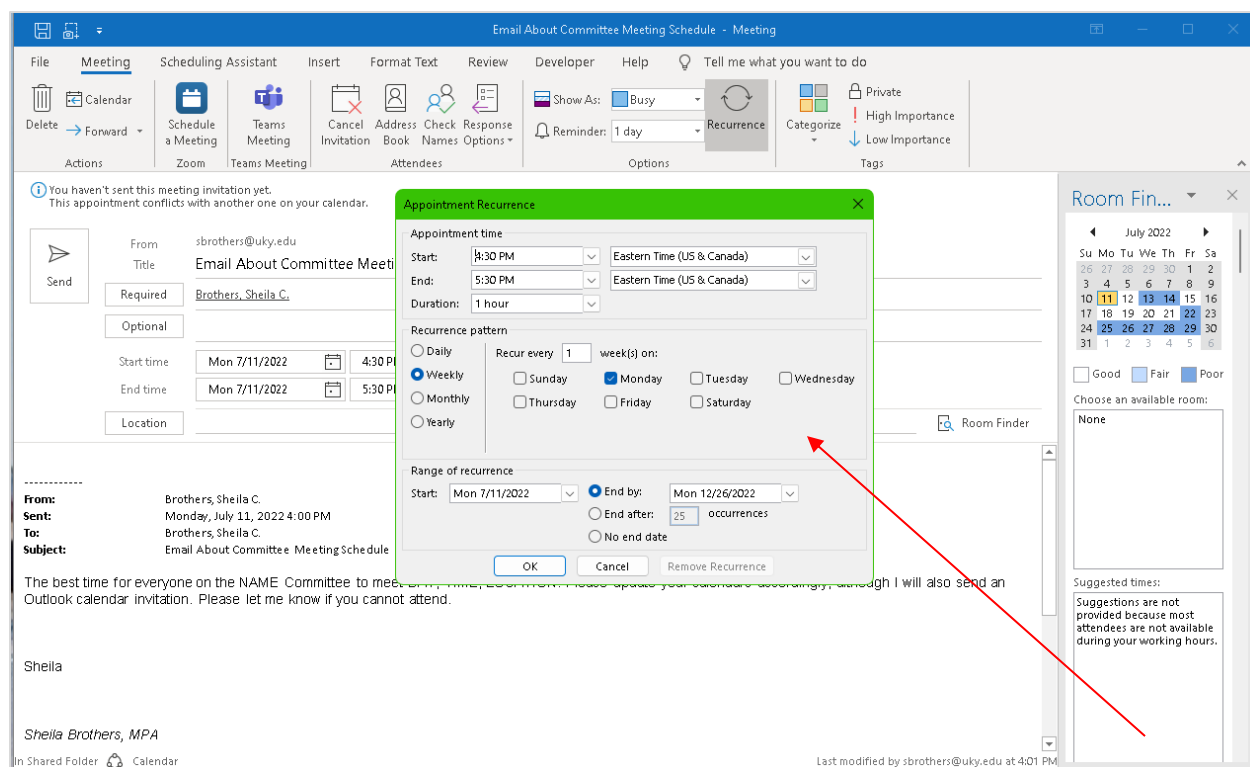 Email About Committee Meeting Schedule - Meeting
File Meeting Scheduling Assistant Insert Format Text Review Developer Help Tell me what you want to do
Delete
Calendar
Forward
Actions
Schedule a Meeting
Zoom
Teams Meeting
Teams Meeting
Cancel Invitation
Address Book
Check Names
Response Options
Attendees
Show As: Busy
Reminder: 1 day
Recurrence
Options
Categorize
Private
High Importance
Low Importance
Tags
You haven't sent this meeting invitation yet.
This appointment conflicts with another one on your calendar.
Send
From sbrothers@uky.edu
Title Email About Committee Meeti
Required Brothers, Sheila C.
Optional
Start time Mon 7/11/2022 4:30 P
End time Mon 7/11/2022 5:30 P
Location
Room Finder
Appointment Recurrence
Appointment time
Start: 4:30 PM Eastern Time (US & Canada)
End: 5:30 PM Eastern Time (US & Canada)
Duration: 1 hour
Recurrence pattern
Daily
Weekly
Monthly
Yearly
Recur every 1 week(s) on:
Sunday Monday Tuesday Wednesday
Thursday Friday Saturday
Range of recurrence
Start: Mon 7/11/2022
End by: Mon 12/26/2022
End after: 25 occurrences
No end date
OK Cancel Remove Recurrence
------------
From: Brothers, Sheila C.
Sent: Monday, July 11, 2022 4:00 PM
To: Brothers, Sheila C.
Subject: Email About Committee Meeting Schedule
The best time for everyone on the NAME Committee to meet although I will also send an
Outlook calendar invitation. Please let me know if you cannot attend.
Sheila
Sheila Brothers, MPA
In Shared Folder Calendar
Last modified by sbrothers@uky.edu at 4:01 PM
Room Fin...
July 2022
Su Mo Tu We Th Fr Sa
26 27 28 29 30 1 2
3 4 5 6 7 8 9
10 11 12 13 14 15 16
17 18 19 20 21 22 23
24 25 26 27 28 29 30
31 1 2 3 4 5 6
Good Fair Poor
Choose an available room:
None
Suggested times:
Suggestions are not
provided because most
attendees are not available
during your working hours.